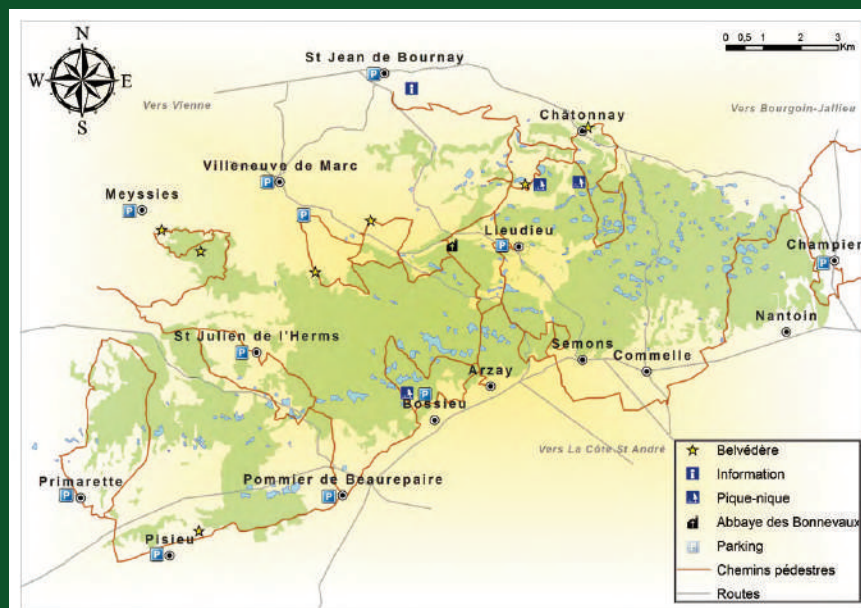 N
W E
S
0 0,5 1 2 3
Km
St Jean de Bournay
P
i
Vers Vienne
Châtonnay
Vers Bourgoin-Jallieu
Villeneuve de Marc
P
Meyssies
P
P
Lieudieu
P
Champier
P
Nantoin
St Julien de l'Herms
P
Semons
Commelle
Arzay
P
Bossieu
Vers La Côte St André
Primarette
P
Pommier de Beaurepaire
P
Pisieu
P
Belvédère
i Information
Pique-nique
Abbaye des Bonnevaux
P Parking
Chemins pédestres
Routes